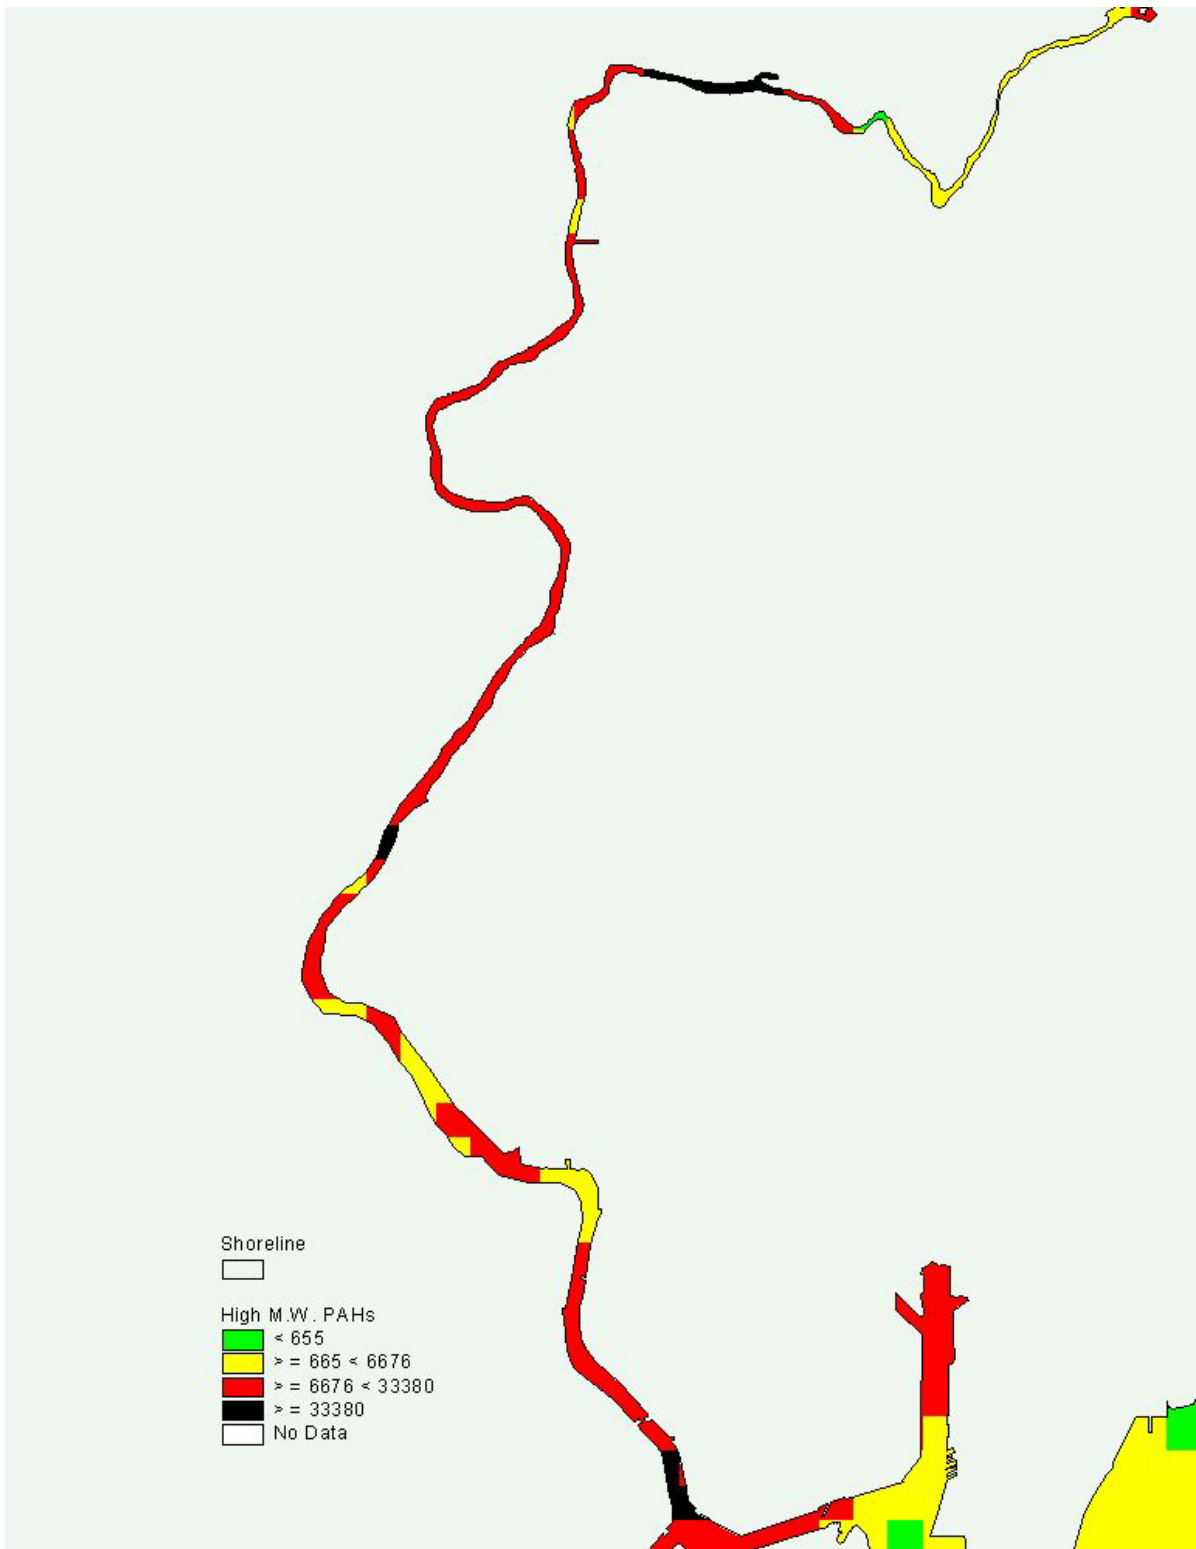 Shoreline
High M.W. PAHs
< 655
> = 665 < 6676
> = 6676 < 33380
> = 33380
No Data